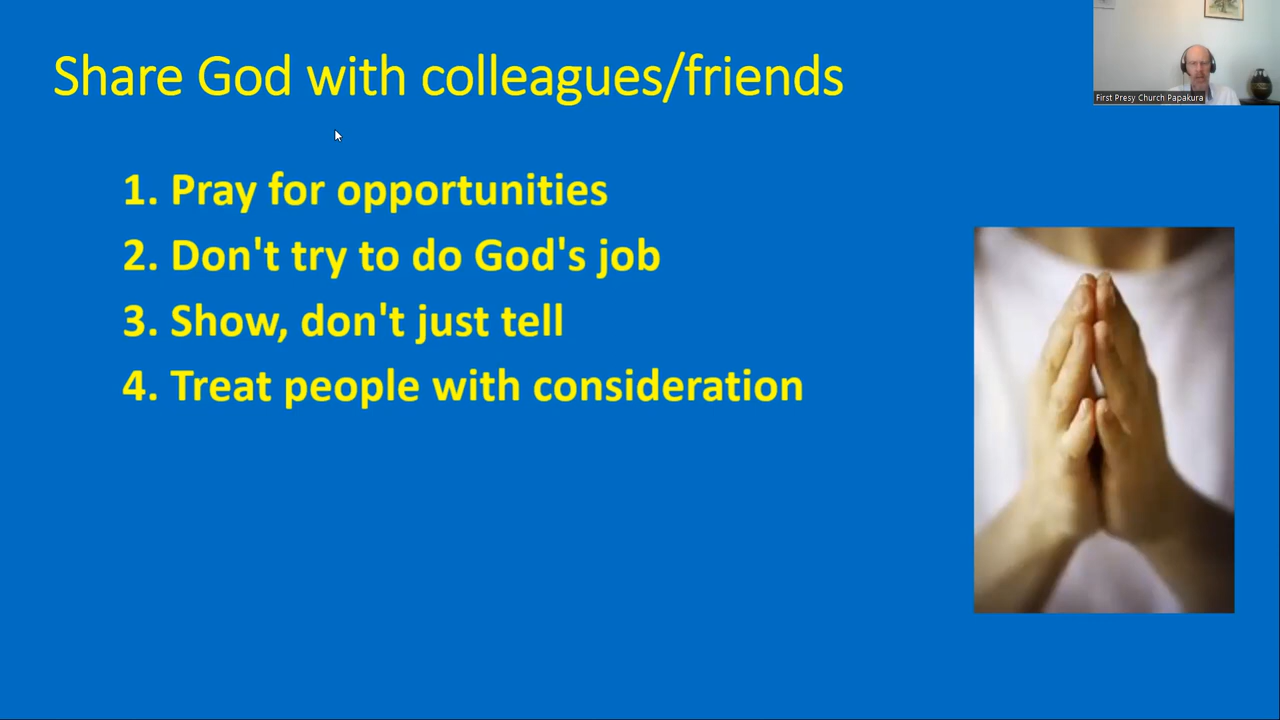 Share God with colleagues/friends
First Presy Church Papakura
1. Pray for opportunities
2. Don't try to do God's job
3. Show, don't just tell
4. Treat people with consideration